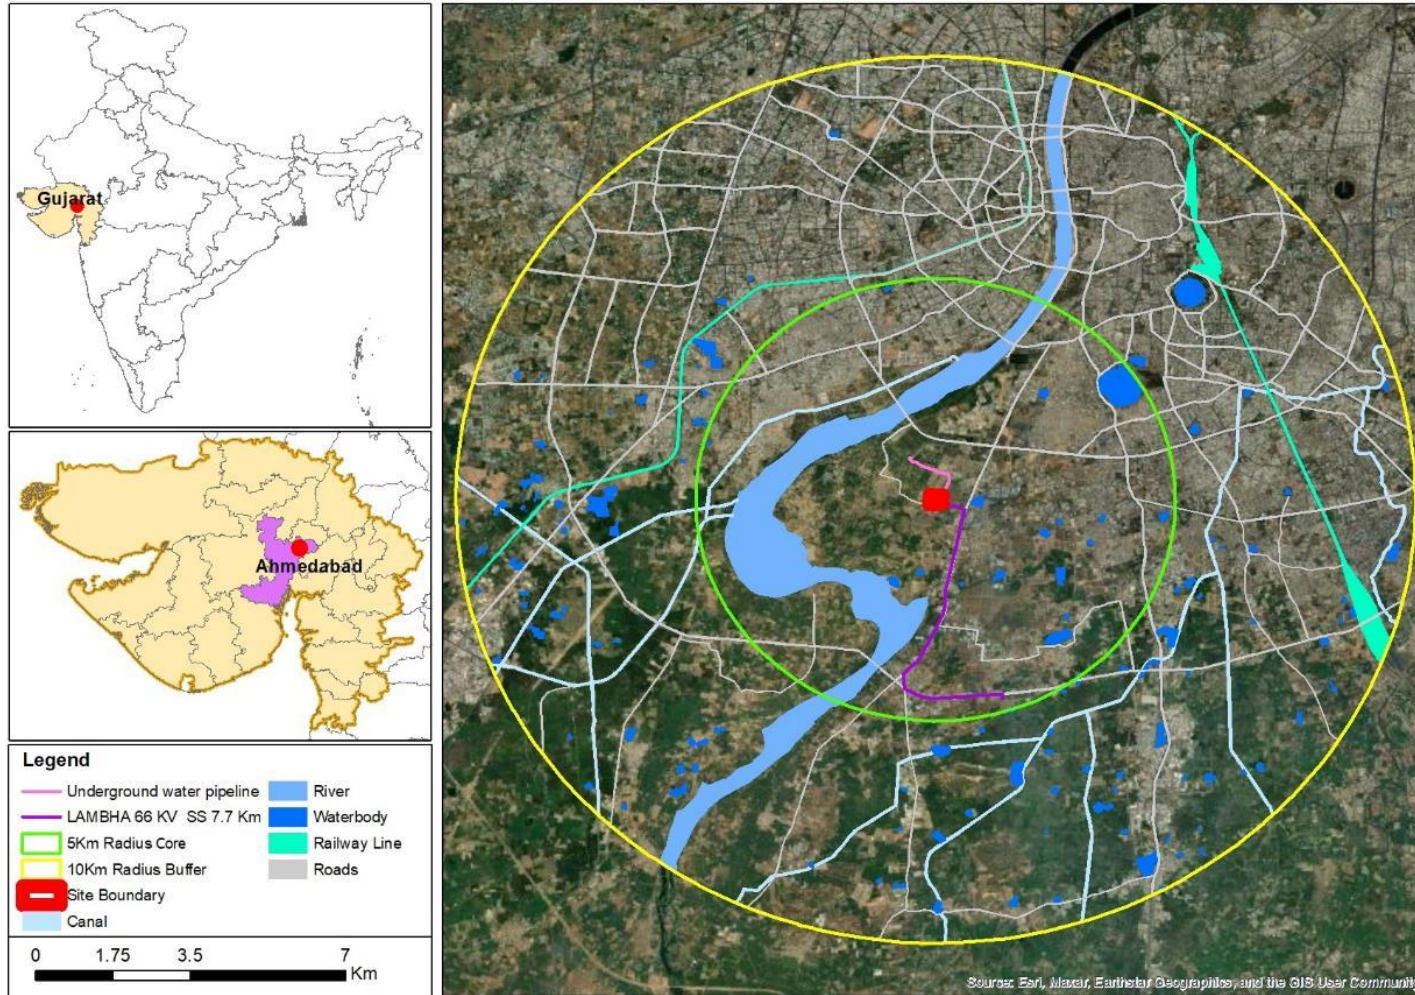 Gujarat
Ahmedabad
Legend
Underground water pipeline
LAMBHA 66 KV SS 7.7 Km
5Km Radius Core
10Km Radius Buffer
Site Boundary
Canal
River
Waterbody
Railway Line
Roads
0 1.75 3.5 7
Km
Source: Esri, Maxar, Earthstar Geographics, and the GIS User Community